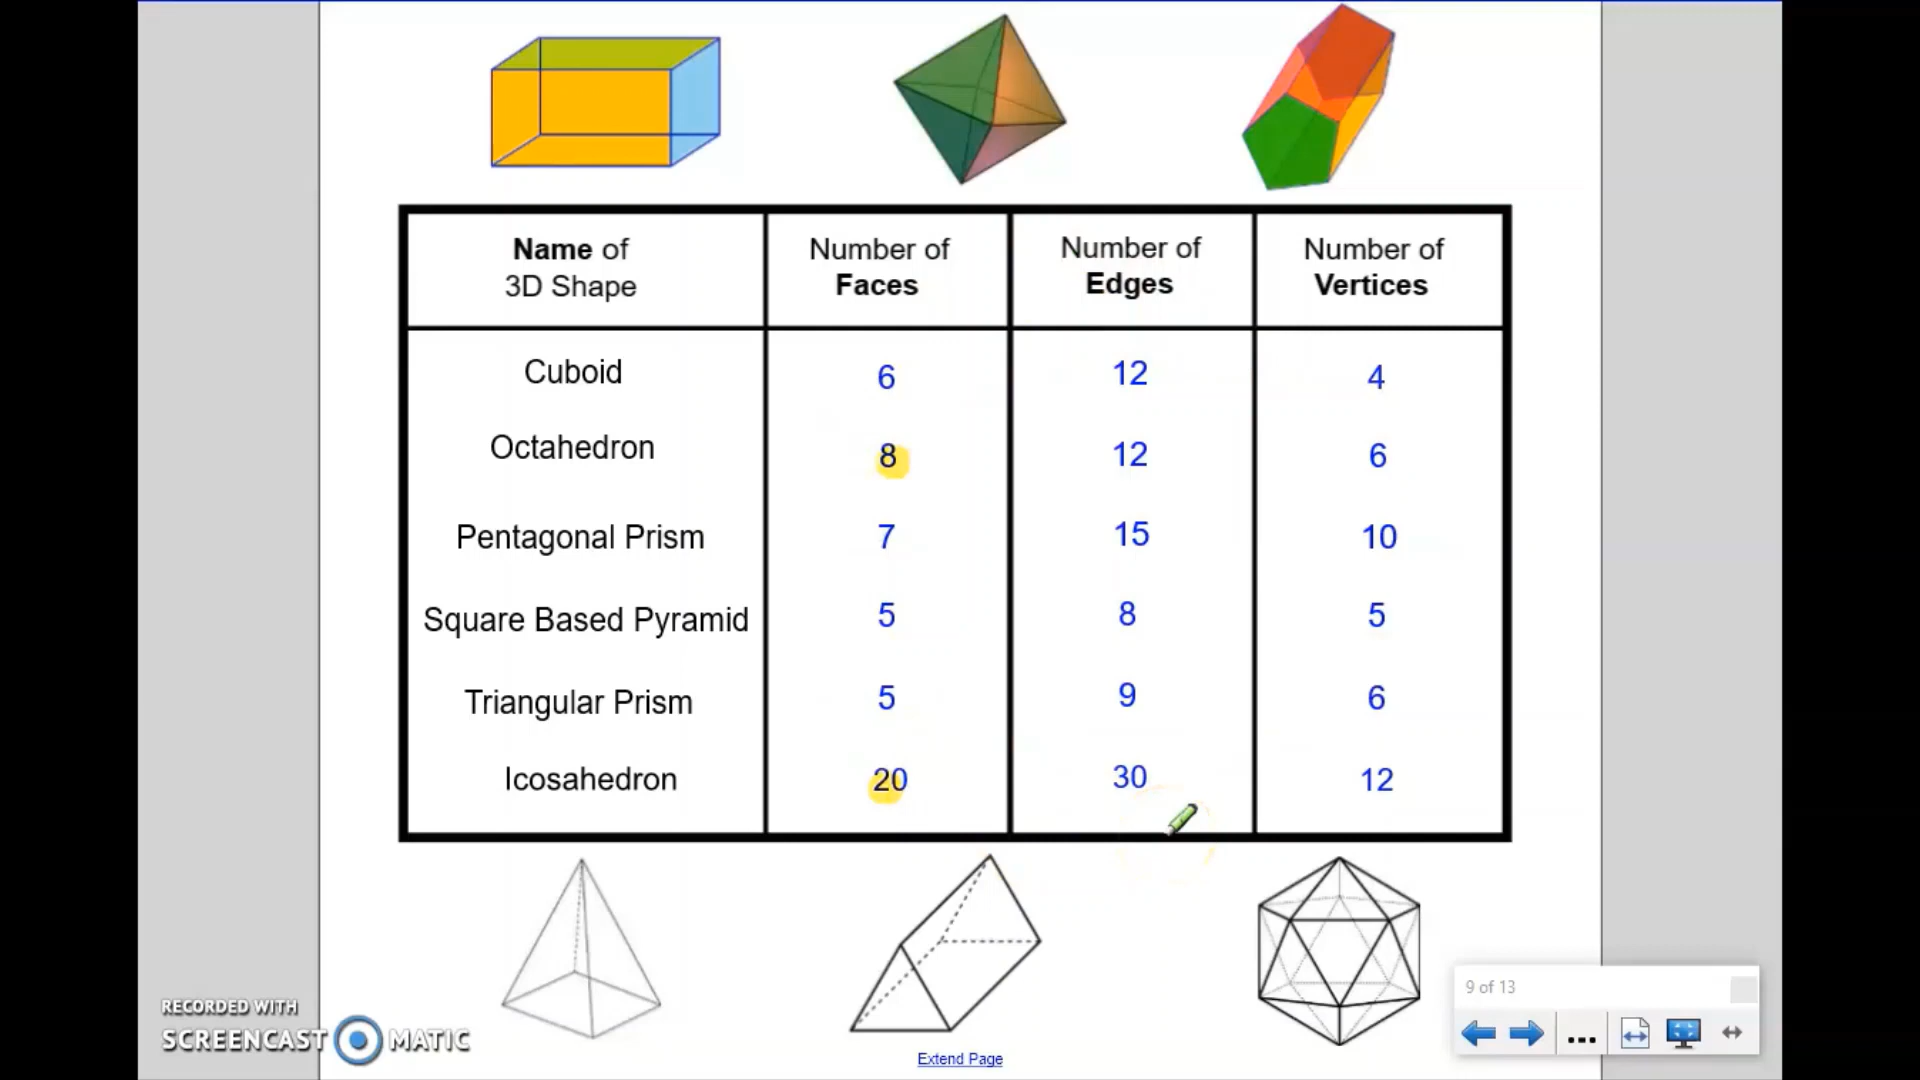 Name of
3D Shape
Number of
Faces
Number of
Edges
Number of
Vertices
Cuboid 6 12 4
Octahedron 8 12 6
Pentagonal Prism 7 15 10
Square Based Pyramid 5 8 5
Triangular Prism 5 9 6
Icosahedron 20 30 12
9 of 13
...
RECORDED WITH
SCREENCAST MATIC
Extend Page